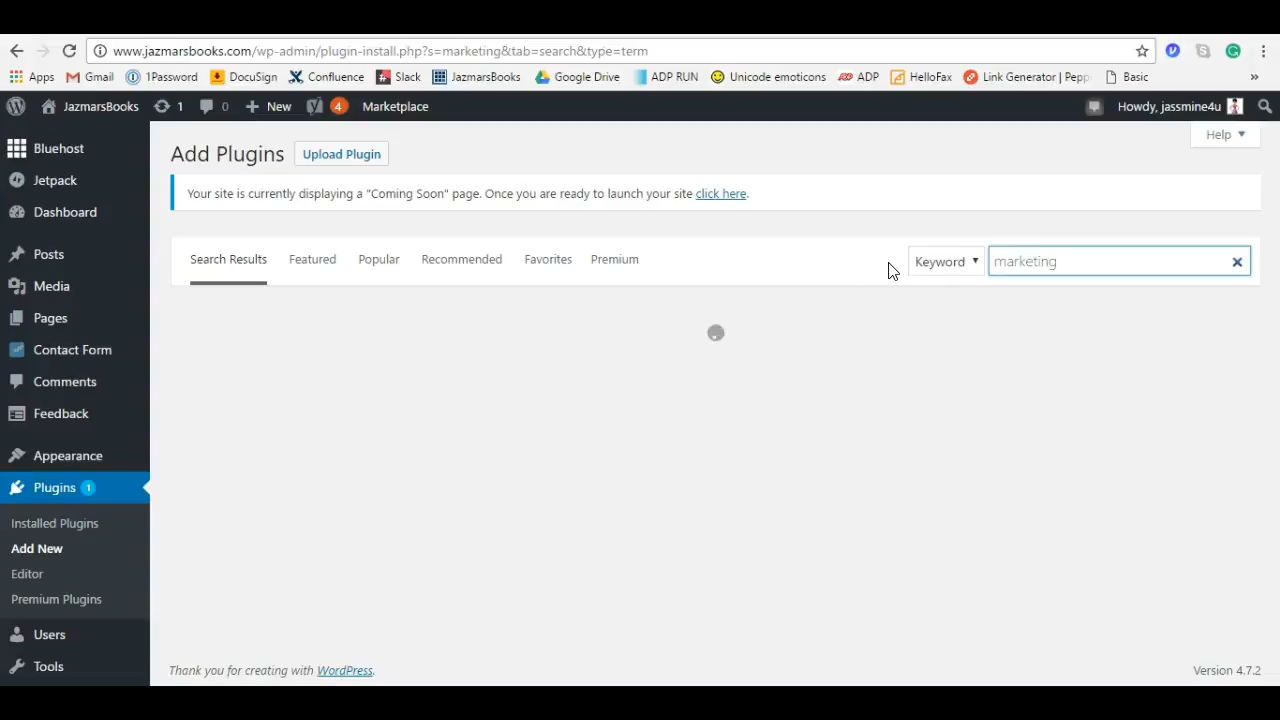 www.jazmarsbooks.com/wp-admin/plugin-install.php?s=marketing&tab=search&type=term
Apps Gmail 1Password DocuSign Confluence Slack JazmarsBooks Google Drive ADP RUN Unicode emoticons ADP HelloFax Link Generator | Pepp Basic »
JazmarsBooks 1 0 New 4 Marketplace Howdy, jassmine4u
Help
Bluehost
Jetpack
Dashboard
Posts
Media
Pages
Contact Form
Comments
Feedback
Appearance
Plugins 1
Installed Plugins
Add New
Editor
Premium Plugins
Users
Tools
Add Plugins Upload Plugin
Your site is currently displaying a "Coming Soon" page. Once you are ready to launch your site click here.
Search Results Featured Popular Recommended Favorites Premium Keyword marketing
Thank you for creating with WordPress. Version 4.7.2